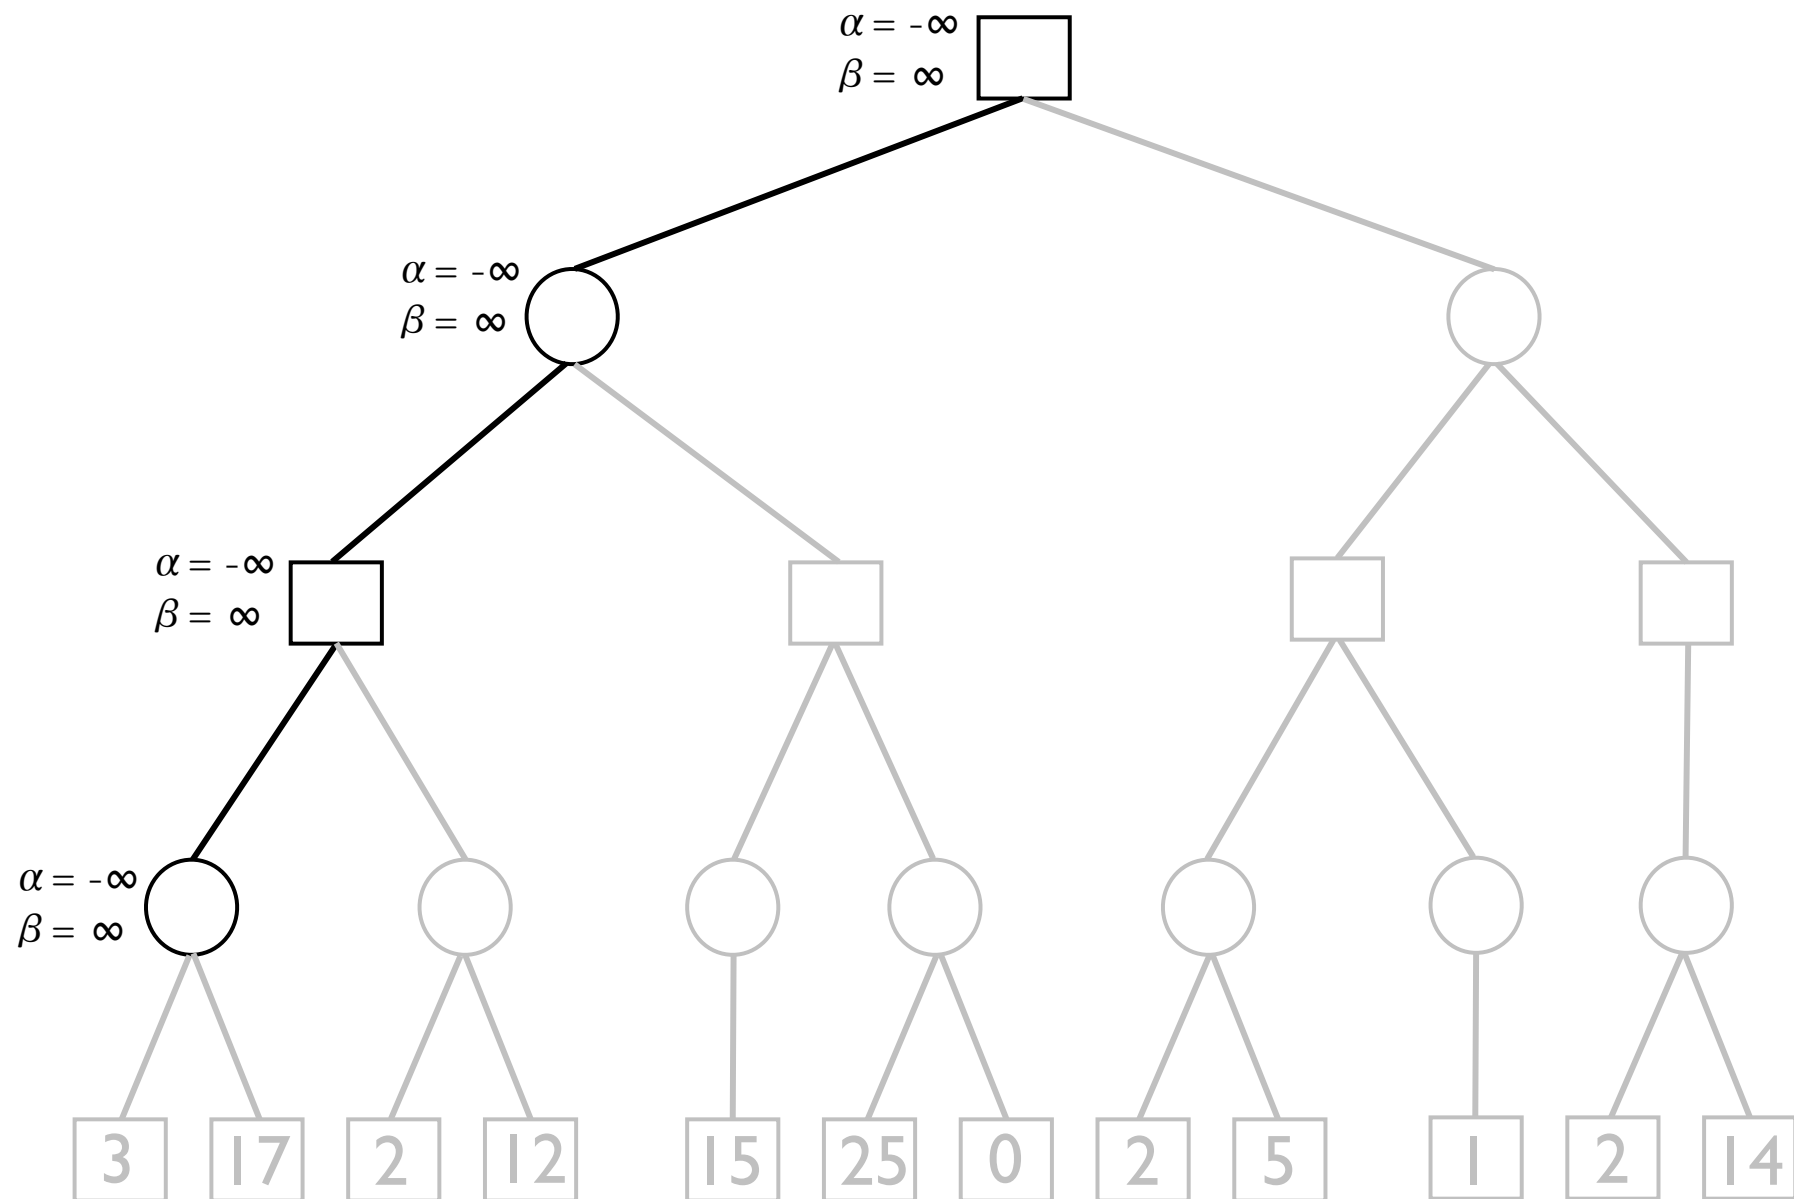 α = -∞
β = ∞
α = -∞
β = ∞
α = -∞
β = ∞
α = -∞
β = ∞
3 17 2 12 15 25 0 2 5 1 2 14